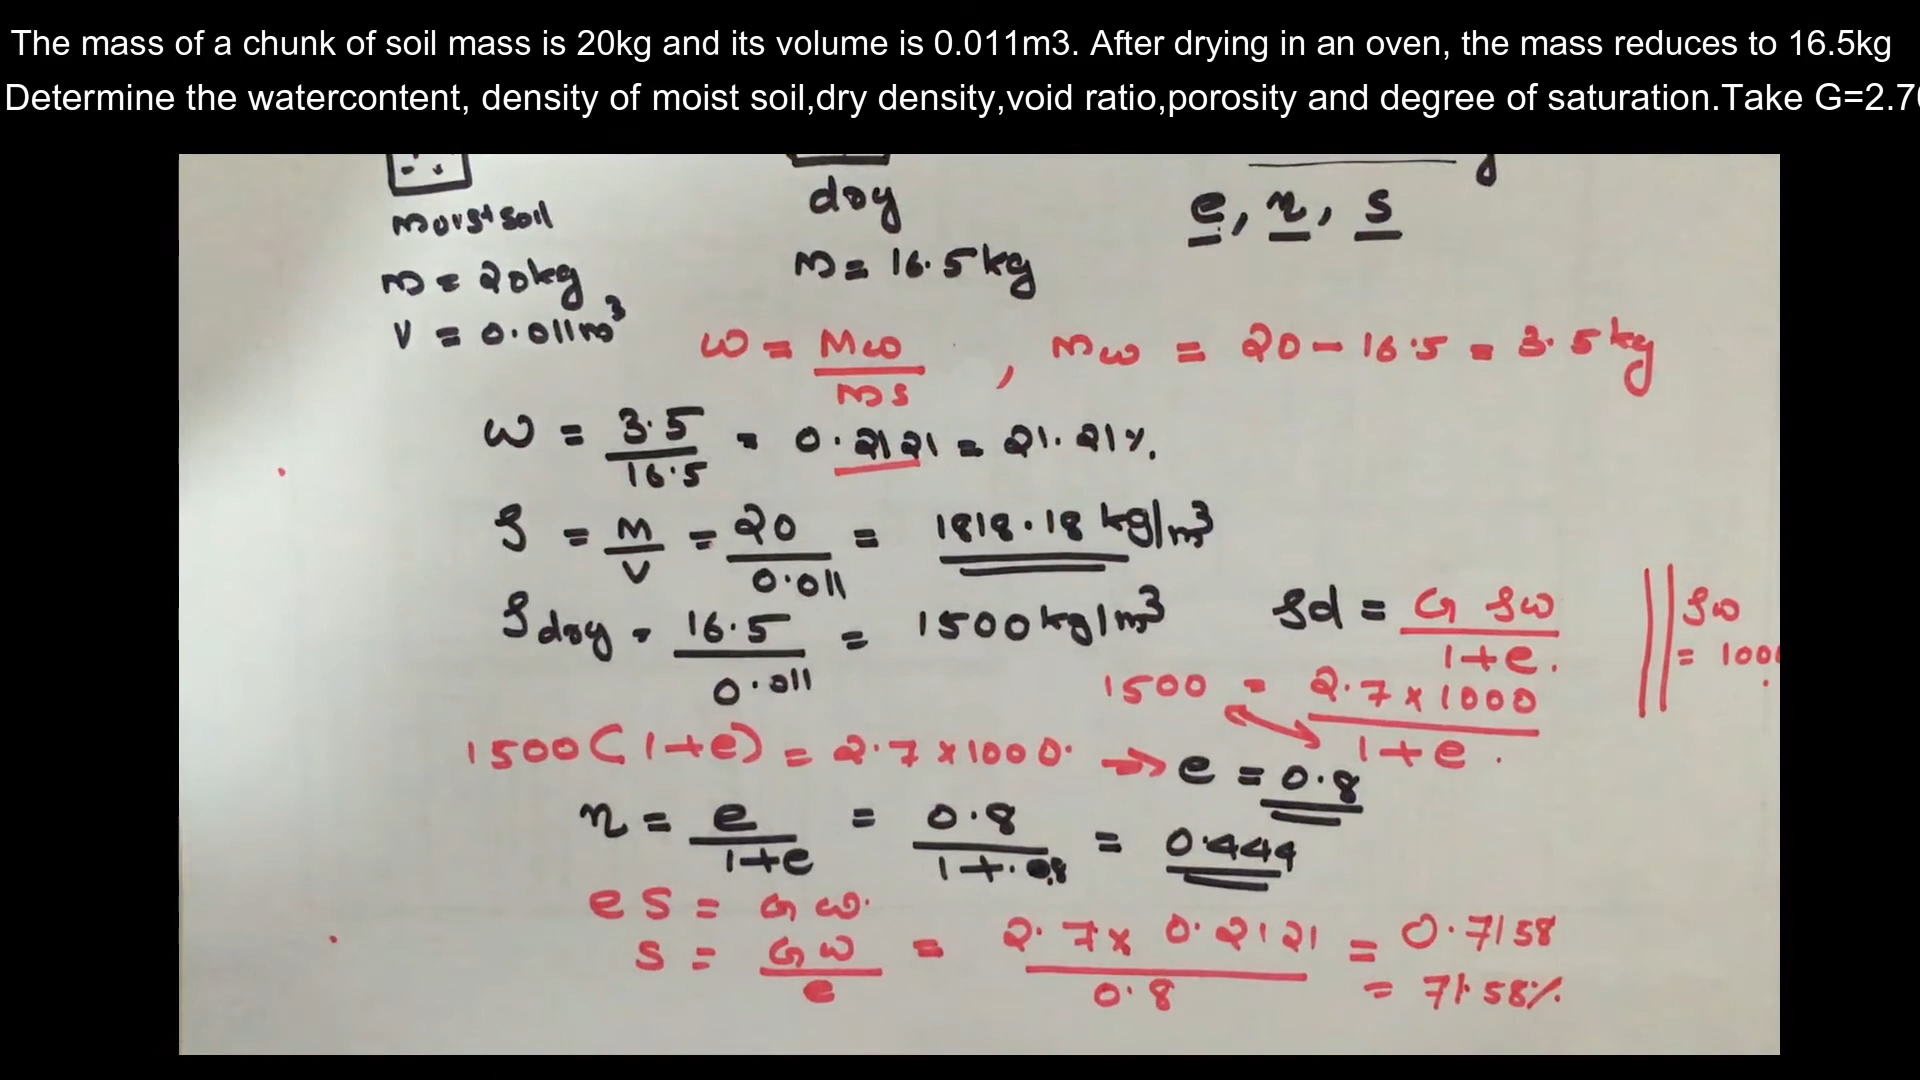 The mass of a chunk of soil mass is 20kg and its volume is 0.011m3. After drying in an oven, the mass reduces to 16.5kg
Determine the watercontent, density of moist soil,dry density,void ratio,porosity and degree of saturation.Take G=2.70
moist soil
dry
e, n, s
m = 20kg
m = 16.5kg
V = 0.011m³
ω = Mω/ms , mω = 20 - 16.5 = 3.5kg
ω = 3.5/16.5 = 0.2121 = 21.21%.
ρ = M/V = 20/0.011 = 1818.18 kg/m³
ρdry = 16.5/0.011 = 1500kg/m³
ρd = G ρω/1+e.
ρω = 1000
1500 = 2.7×1000/1+e.
1500(1+e) = 2.7×1000. → e = 0.8
n = e/1+e = 0.8/1+0.8 = 0.444
es = Gω.
s = Gω/e = 2.7× 0.2121/0.8 = 0.7158
= 71.58%.